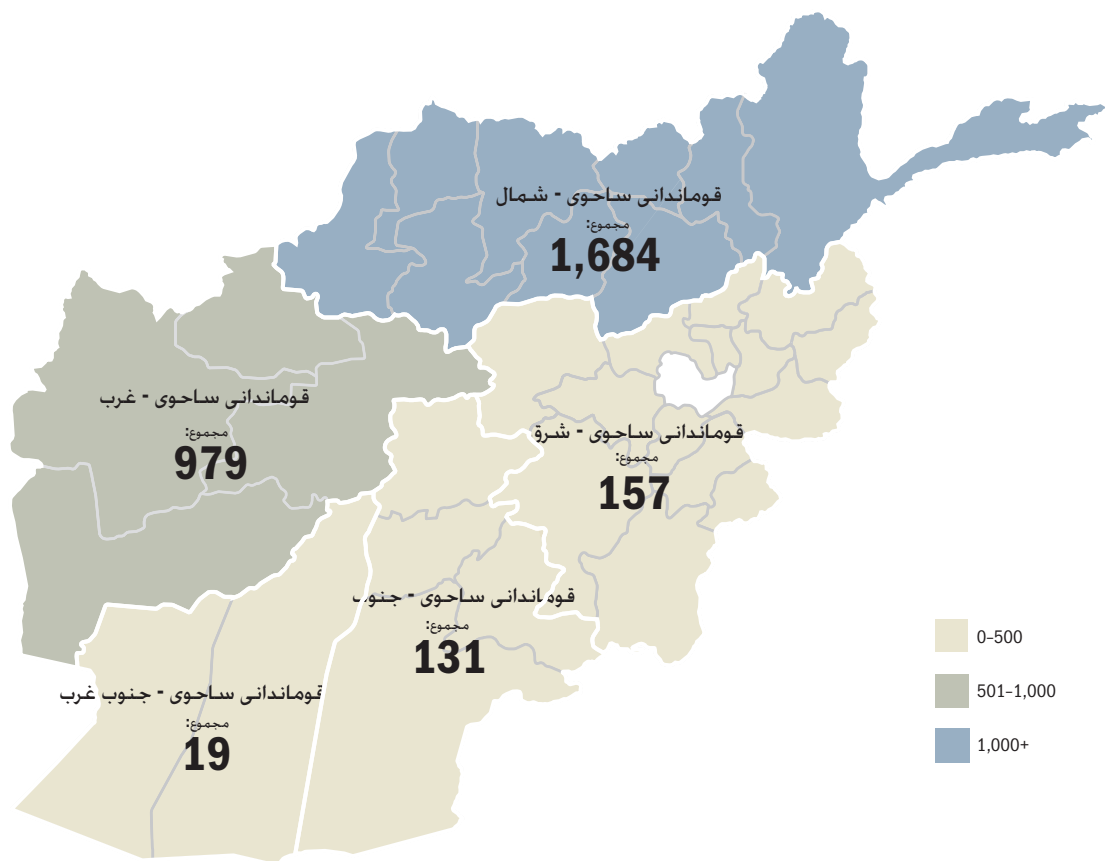 قوماندانی ساحوی - شمال
مجموع:
1,684
قوماندانی ساحوی - غرب
مجموع:
979
قوماندانی ساحوی - شرق
مجموع:
157
قوماندانی ساحوی - جنوب
مجموع:
131
قوماندانی ساحوی - جنوب غرب
مجموع:
19
0-500
501-1,000
1,000+